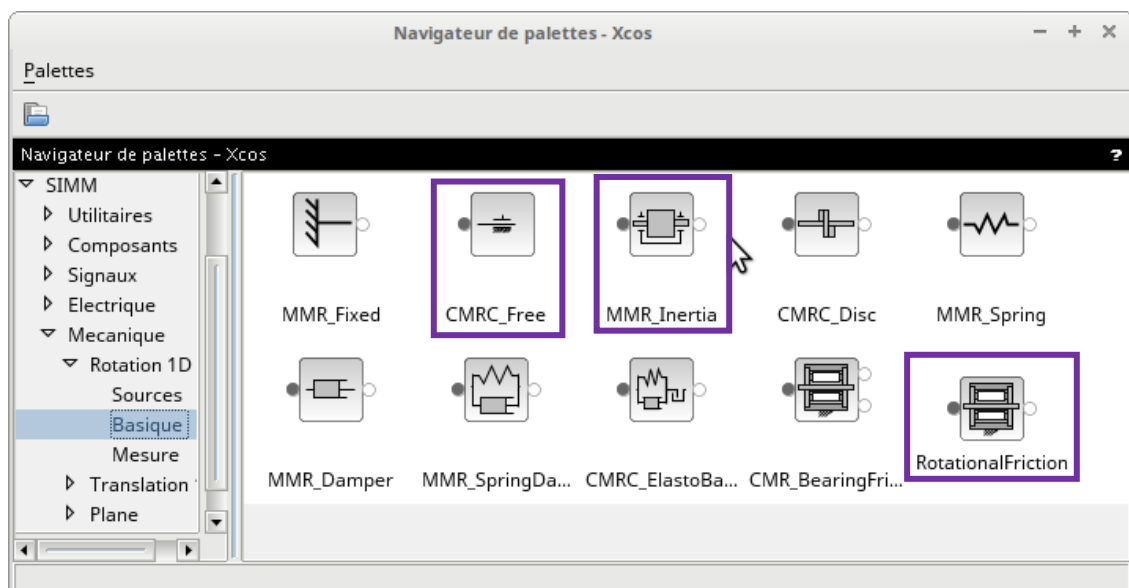 Navigateur de palettes - Xcos
Palettes
Navigateur de palettes - Xcos
?
SIMM
Utilitaires
Composants
Signaux
Electrique
Mecanique
Rotation 1D
Sources
Basique
Mesure
Translation
Plane
MMR_Fixed
CMRC_Free
MMR_Inertia
CMRC_Disc
MMR_Spring
MMR_Damper
MMR_SpringDa...
CMRC_ElastoBa...
CMR_BearingFri...
RotationalFriction